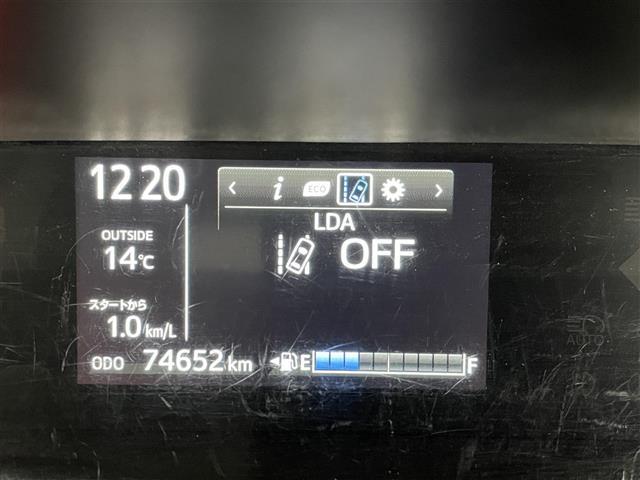 12 20
ECO
LDA
OUTSIDE
14℃
OFF
スタートから
1.0 km/L
ODO 74652 km
E F
AUTO